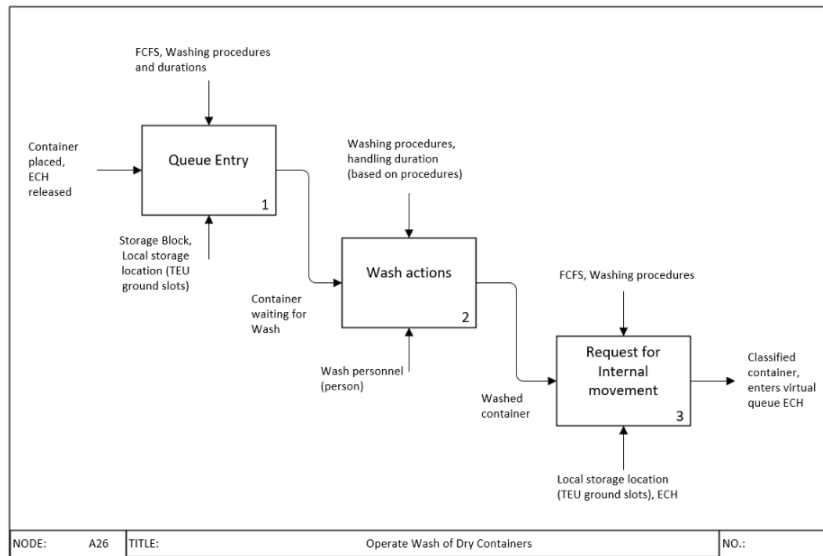 FCFS, Washing procedures
and durations
Container
placed,
ECH
released
Queue Entry
1
Storage Block,
Local storage
location (TEU
ground slots)
Washing procedures,
handling duration
(based on procedures)
Container
waiting for
Wash
Wash actions
2
Wash personnel
(person)
FCFS, Washing procedures
Washed
container
Request for
Internal
movement
3
Classified
container,
enters virtual
queue ECH
Local storage location
(TEU ground slots), ECH
NODE: A26 TITLE: Operate Wash of Dry Containers NO.: